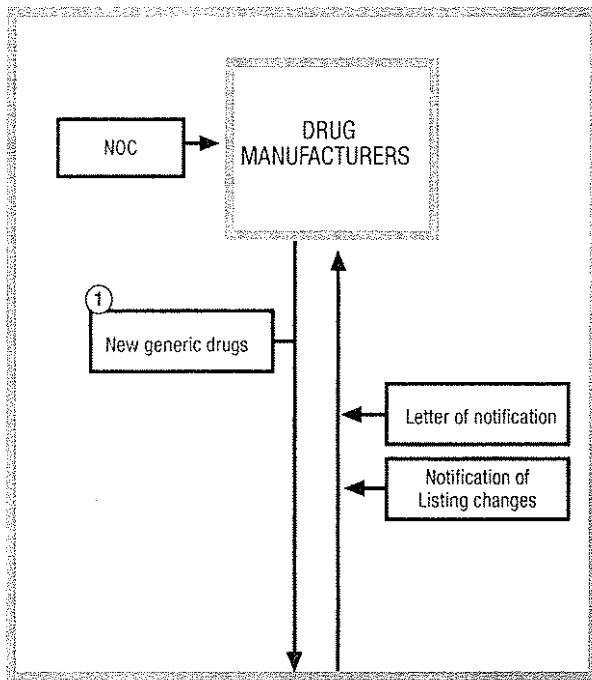 DRUG
MANUFACTURERS
NOC
1
New generic drugs
Letter of notification
Notification of
Listing changes